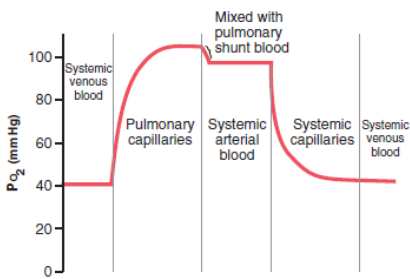 Mixed with
pulmonary
shunt blood
Systemic
venous
blood
Pulmonary
capillaries
Systemic
arterial
blood
Systemic
capillaries
Systemic
venous
blood
Po2 (mm Hg)
100
80
60
40
20
0